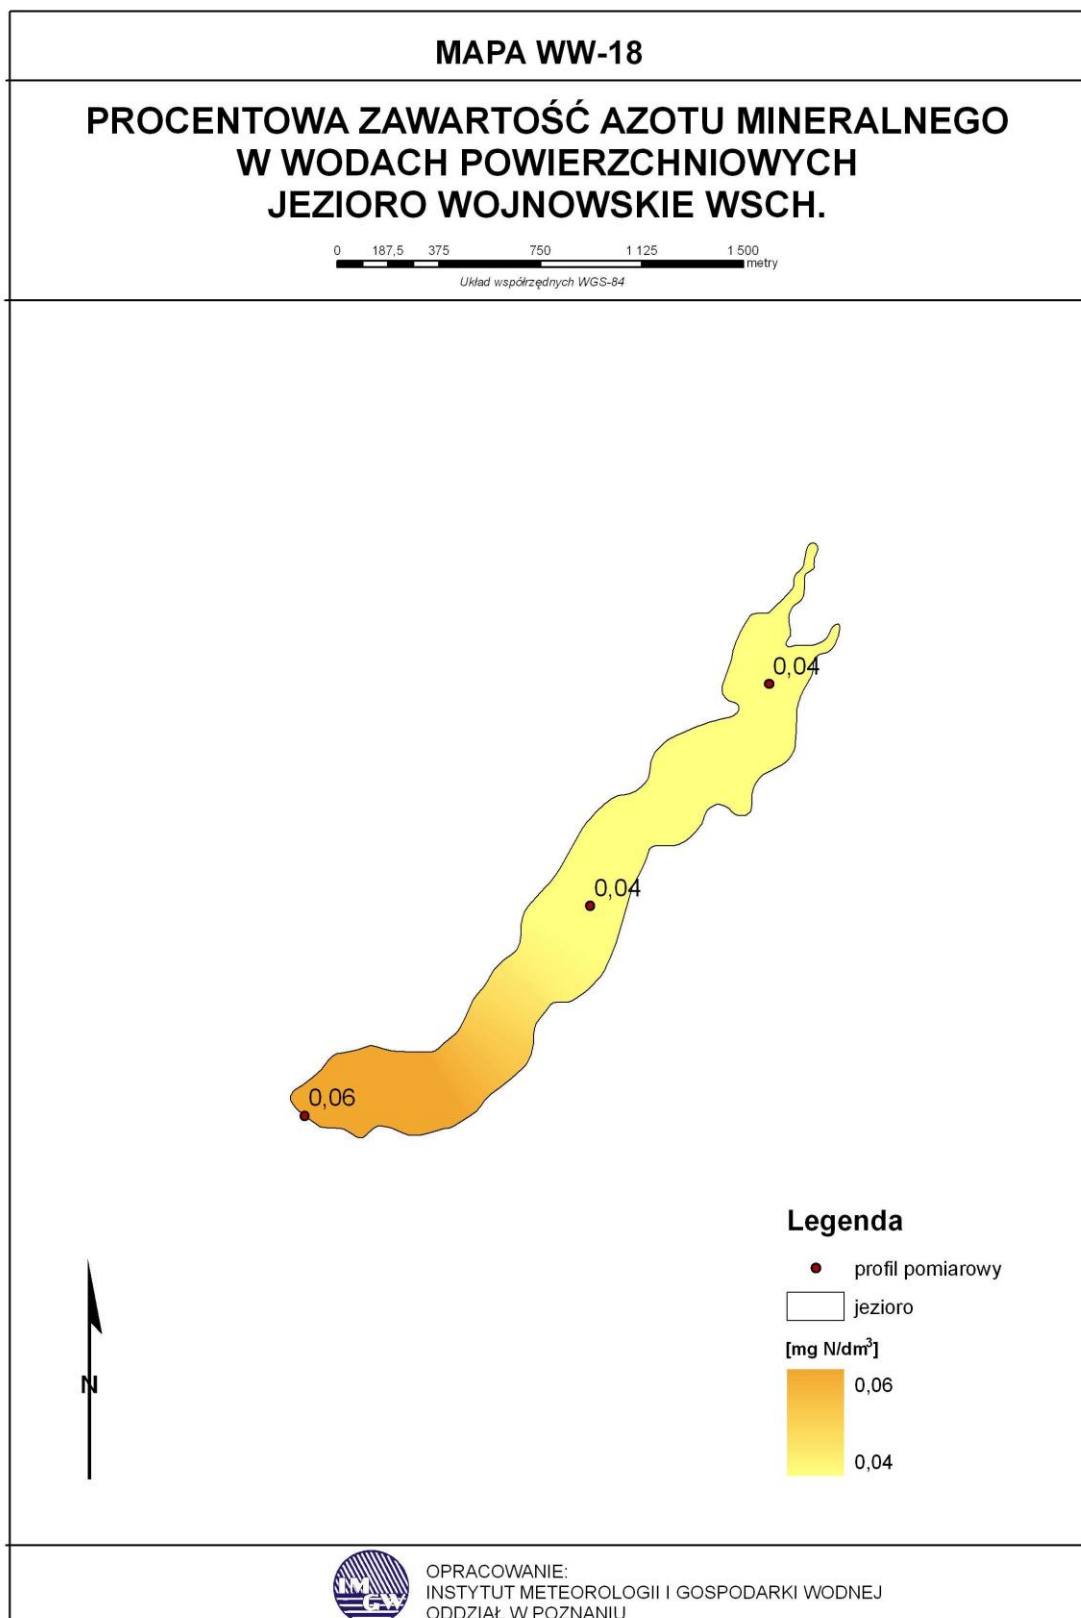 MAPA WW-18
PROCENTOWA ZAWARTOŚĆ AZOTU MINERALNEGO
W WODACH POWIERZCHNIOWYCH
JEZIORO WOJNOWSKIE WSCH.
0 187,5 375 750 1 125 1 500
metry
Układ współrzędnych WGS-84
0,04
0,04
0,06
Legenda
profil pomiarowy
jezioro
[mg N/dm³]
0,06
0,04
N
IMGW
OPRACOWANIE:
INSTYTUT METEOROLOGII I GOSPODARKI WODNEJ
ODDZIAŁ W POZNANIU